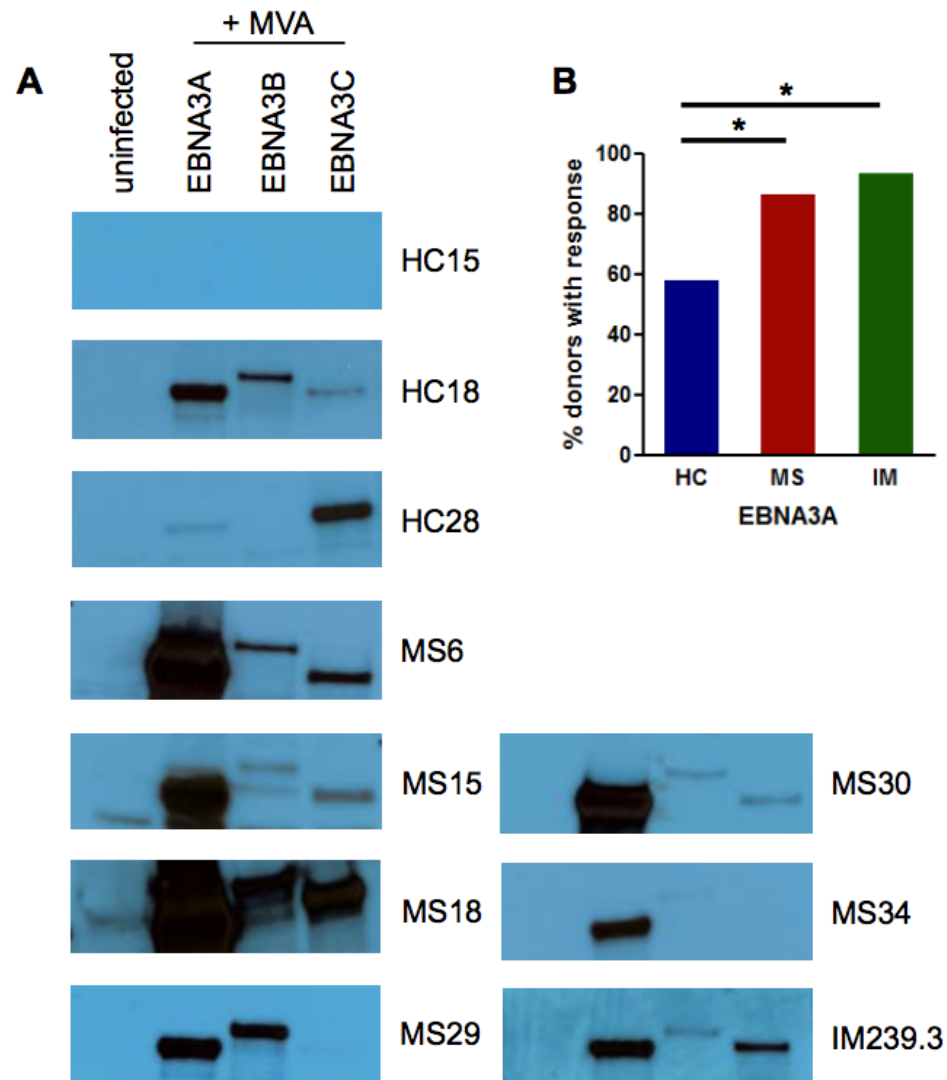 + MVA
A
uninfected
EBNA3A
EBNA3B
EBNA3C
HC15
HC18
HC28
MS6
MS15
MS18
MS29
MS30
MS34
IM239.3
B
*
*
% donors with response
100
80
60
40
20
0
HC MS IM
EBNA3A